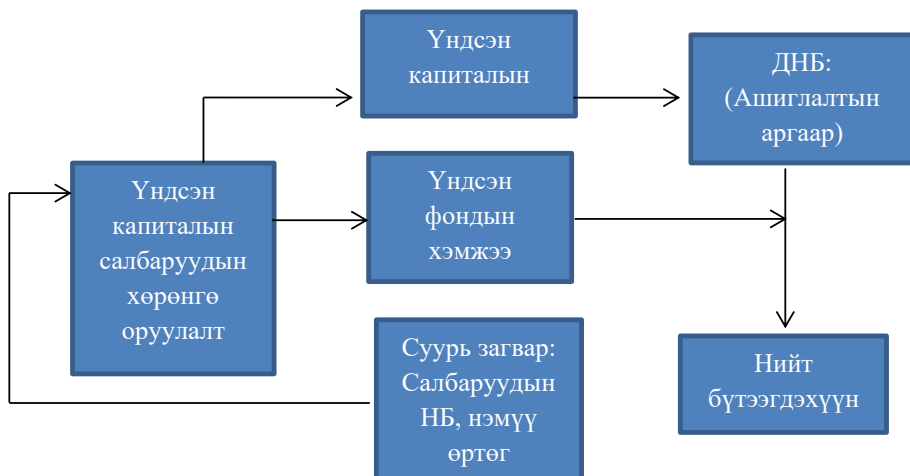 Үндсэн
капиталын
ДНБ:
(Ашиглалтын
аргаар)
Үндсэн
капиталын
салбаруудын
хөрөнгө
оруулалт
Үндсэн
фондын
хэмжээ
Суурь загвар:
Салбаруудын
НБ, нэмүү
өртөг
Нийт
бүтээгдэхүүн